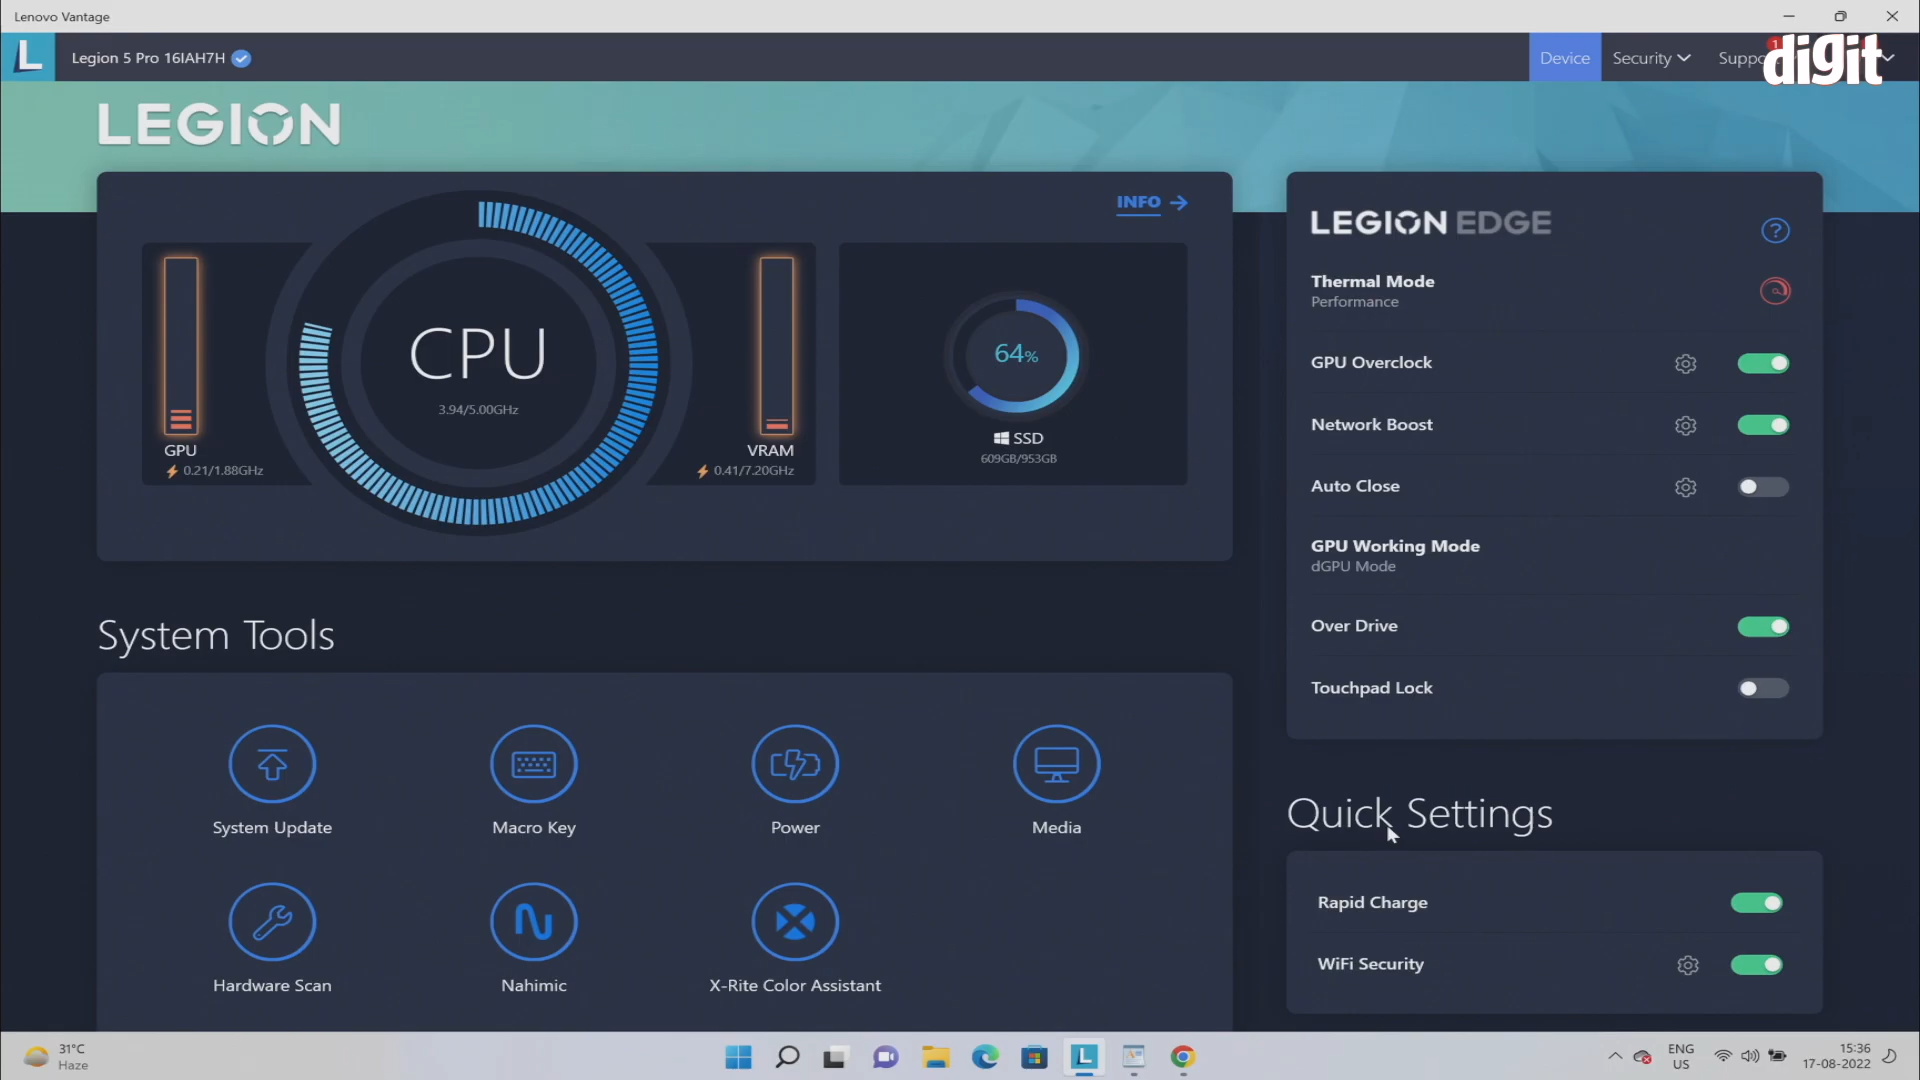 Lenovo Vantage
Legion 5 Pro 16IAH7H
Device
Security
1
digit
LEGION
INFO
GPU
0.21/1.88GHz
CPU
3.94/5.00GHz
VRAM
0.41/7.20GHz
64%
SSD
609GB/953GB
LEGION EDGE
?
Thermal Mode
Performance
GPU Overclock
Network Boost
Auto Close
GPU Working Mode
dGPU Mode
Over Drive
Touchpad Lock
System Tools
System Update
Macro Key
Power
Media
Hardware Scan
Nahimic
X-Rite Color Assistant
Quick Settings
Rapid Charge
WiFi Security
31°C
Haze
ENG
US
15:36
17-08-2022